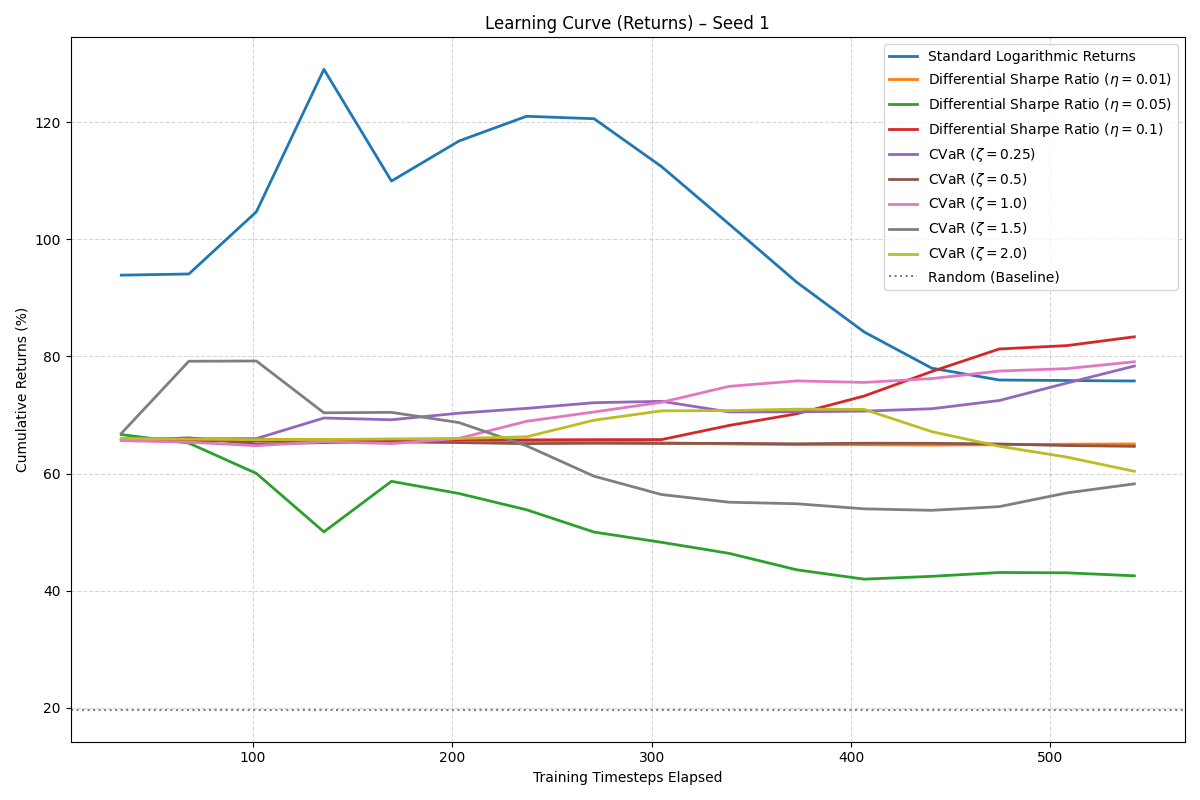 Learning Curve (Returns) – Seed 1
Standard Logarithmic Returns
Differential Sharpe Ratio (η = 0.01)
Differential Sharpe Ratio (η = 0.05)
Differential Sharpe Ratio (η = 0.1)
CVaR (ζ = 0.25)
CVaR (ζ = 0.5)
CVaR (ζ = 1.0)
CVaR (ζ = 1.5)
CVaR (ζ = 2.0)
Random (Baseline)
Cumulative Returns (%)
120
100
80
60
40
20
100 200 300 400 500
Training Timesteps Elapsed